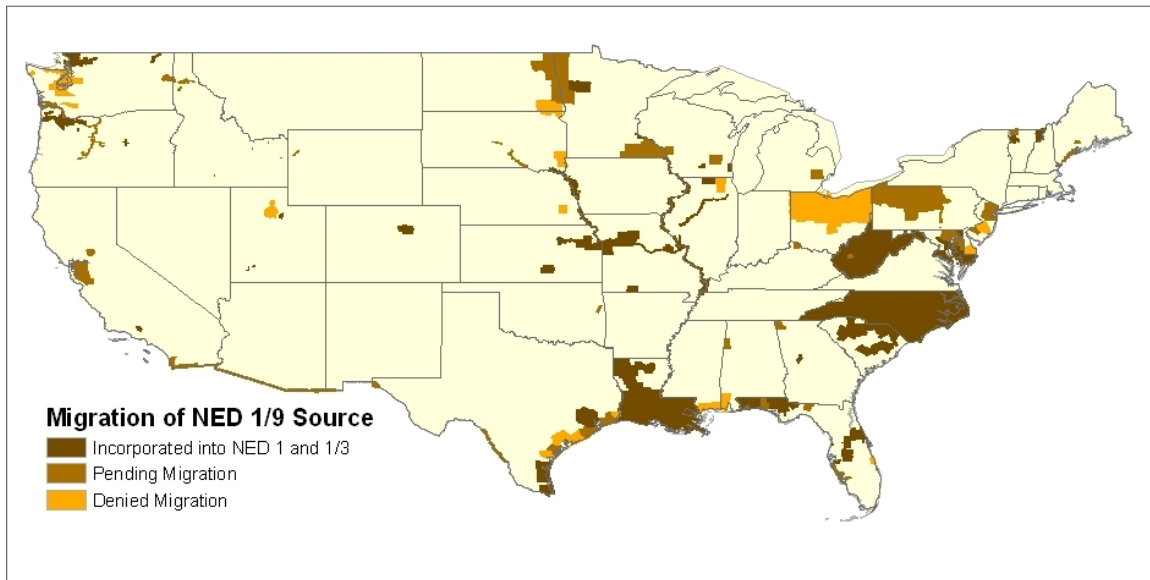 Migration of NED 1/9 Source
Incorporated into NED 1 and 1/3
Pending Migration
Denied Migration